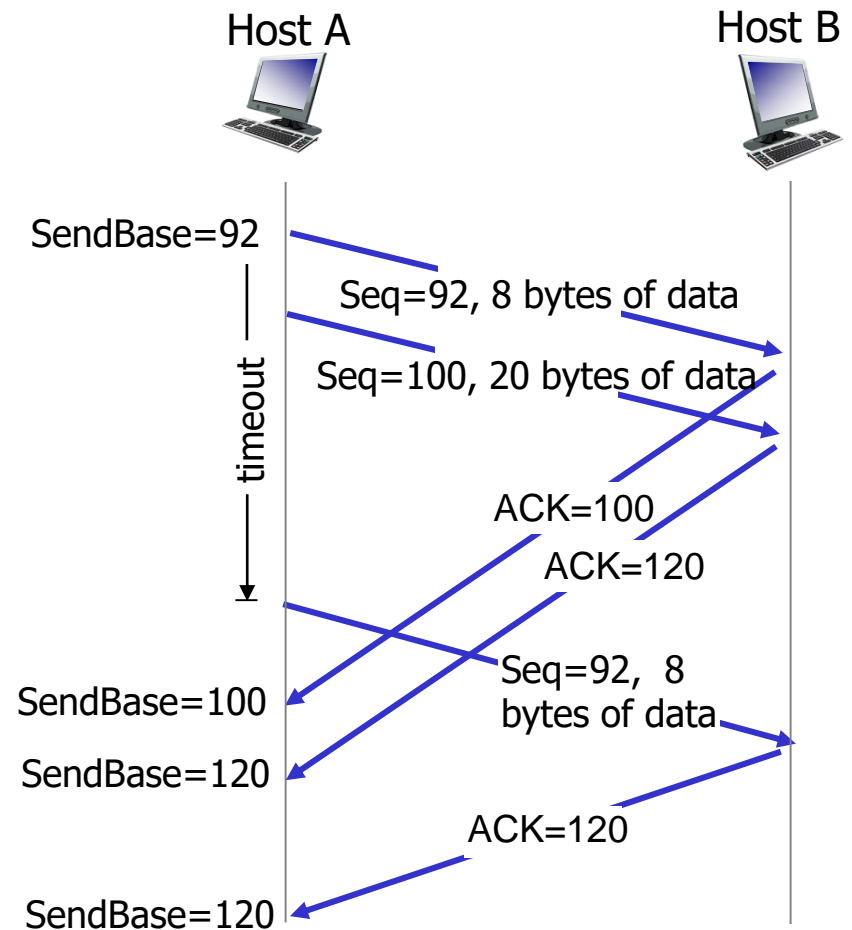 Host A
Host B
SendBase=92
Seq=92, 8 bytes of data
Seq=100, 20 bytes of data
timeout
ACK=100
ACK=120
Seq=92, 8
bytes of data
SendBase=100
SendBase=120
ACK=120
SendBase=120